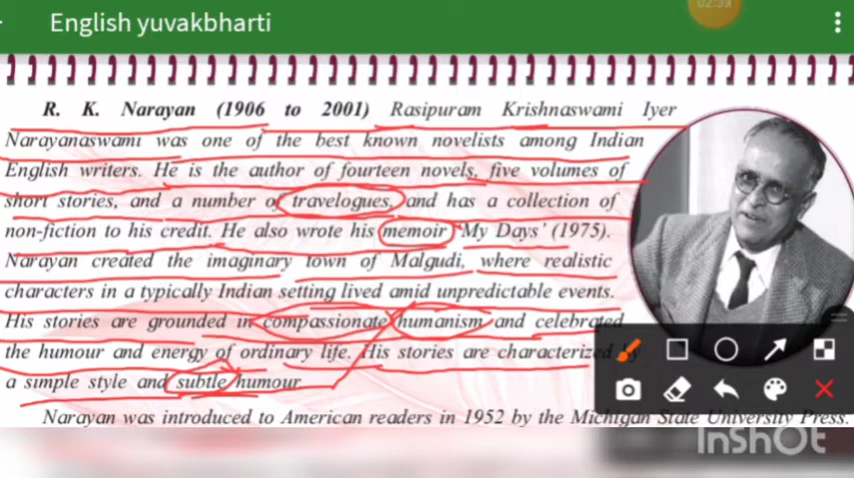 02:39
English yuvakbharti
R. K. Narayan (1906 to 2001) Rasipuram Krishnaswami Iyer
Narayanaswami was one of the best known novelists among Indian
English writers. He is the author of fourteen novels, five volumes of
short stories, and a number of travelogues, and has a collection of
non-fiction to his credit. He also wrote his memoir 'My Days' (1975).
Narayan created the imaginary town of Malgudi, where realistic
characters in a typically Indian setting lived amid unpredictable events.
His stories are grounded in compassionate humanism and celebrated
the humour and energy of ordinary life. His stories are characterized by
a simple style and subtle humour
Narayan was introduced to American readers in 1952 by the Michigan State University Press.
InShOt